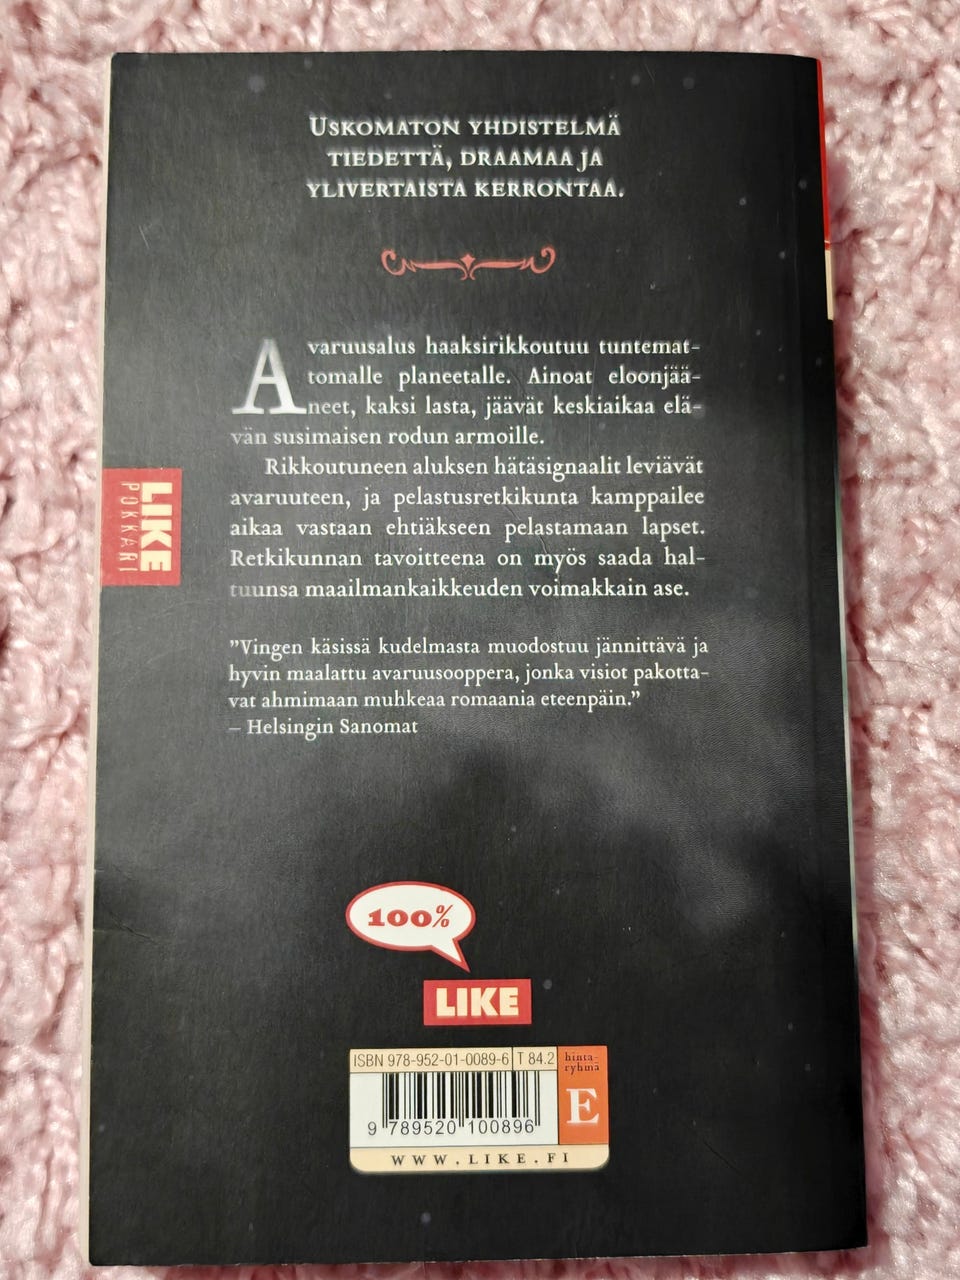 USKOMATON YHDISTELMÄ
TIEDETTÄ, DRAAMAA JA
YLIVERTAISTA KERRONTAA.
Avaruusalus haaksirikkoutuu tuntemat-
tomalle planeetalle. Ainoat eloonjää-
neet, kaksi lasta, jäävät keskiaikaa elä-
vän susimaisen rodun armoille.
Rikkoutuneen aluksen hätäsignaalit leviävät
avaruuteen, ja pelastusretkikunta kamppailee
aikaa vastaan ehtiäkseen pelastamaan lapset.
Retkikunnan tavoitteena on myös saada hal-
tuunsa maailmankaikkeuden voimakkain ase.
LIKE
POKKARI
"Vingen käsissä kudelmasta muodostuu jännittävä ja
hyvin maalattu avaruusooppera, jonka visiot pakotta-
vat ahmimaan muhkeaa romaania eteenpäin."
– Helsingin Sanomat
100%
LIKE
ISBN 978-952-01-0089-6 T 84.2
hinta-
ryhmä
E
9 789520 100896
WWW.LIKE.FI